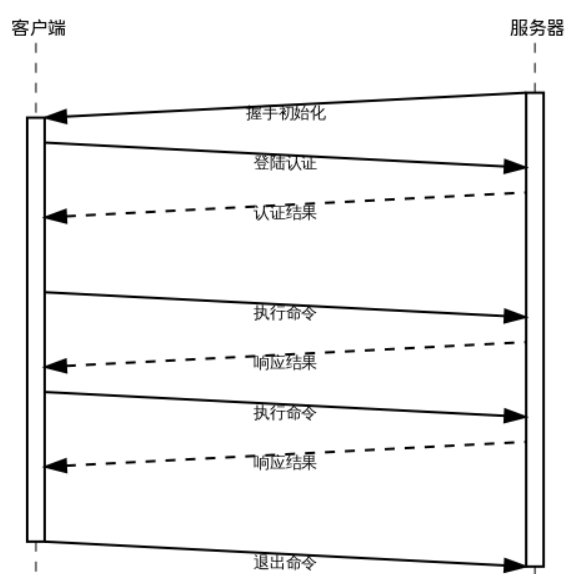 客户端
服务器
握手初始化
登陆认证
认证结果
执行命令
响应结果
执行命令
响应结果
退出命令